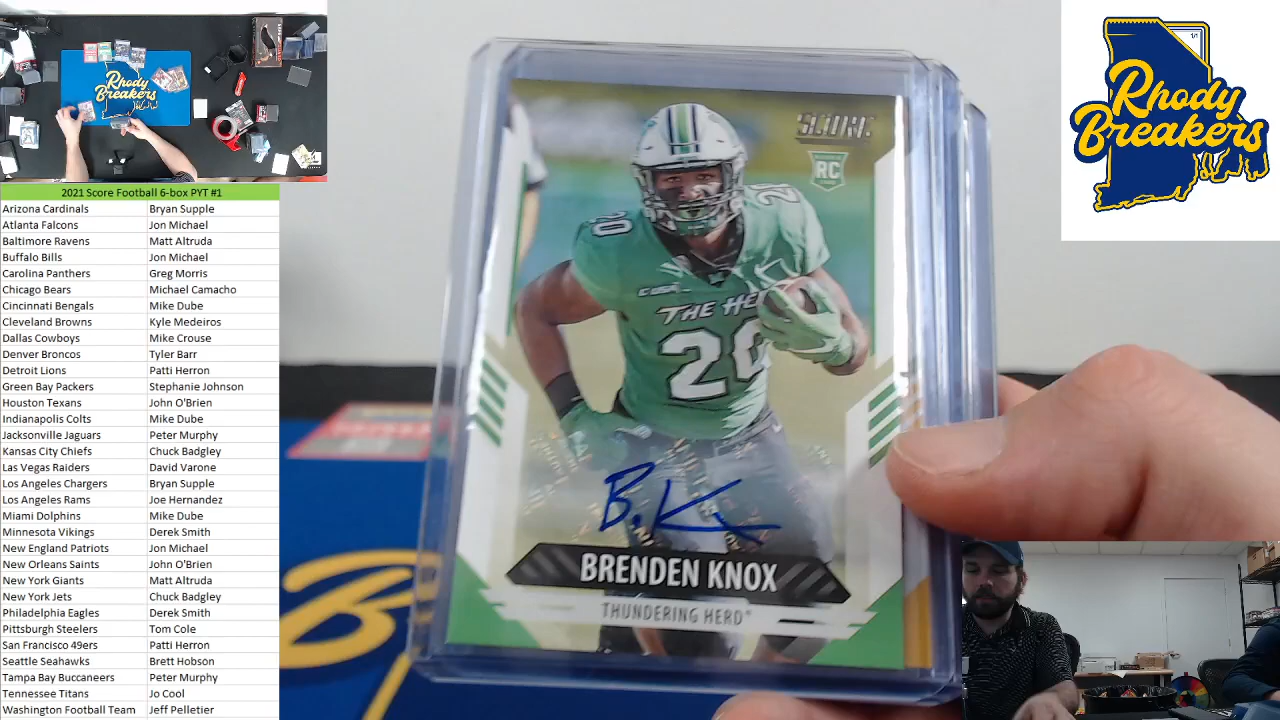 Rhody
Breakers
2021 Score Football 6-box PYT #1
Arizona Cardinals Bryan Supple
Atlanta Falcons Jon Michael
Baltimore Ravens Matt Altruda
Buffalo Bills Jon Michael
Carolina Panthers Greg Morris
Chicago Bears Michael Camacho
Cincinnati Bengals Mike Dube
Cleveland Browns Kyle Medeiros
Dallas Cowboys Mike Crouse
Denver Broncos Tyler Barr
Detroit Lions Patti Herron
Green Bay Packers Stephanie Johnson
Houston Texans John O'Brien
Indianapolis Colts Mike Dube
Jacksonville Jaguars Peter Murphy
Kansas City Chiefs Chuck Badgley
Las Vegas Raiders David Varone
Los Angeles Chargers Bryan Supple
Los Angeles Rams Joe Hernandez
Miami Dolphins Mike Dube
Minnesota Vikings Derek Smith
New England Patriots Jon Michael
New Orleans Saints John O'Brien
New York Giants Matt Altruda
New York Jets Chuck Badgley
Philadelphia Eagles Derek Smith
Pittsburgh Steelers Tom Cole
San Francisco 49ers Patti Herron
Seattle Seahawks Brett Hobson
Tampa Bay Buccaneers Peter Murphy
Tennessee Titans Jo Cool
Washington Football Team Jeff Pelletier
SCORE
RC
20
20
C USA
THE HE
20
B. Kx
BRENDEN KNOX
THUNDERING HERD
1/1
Rhody
Breakers